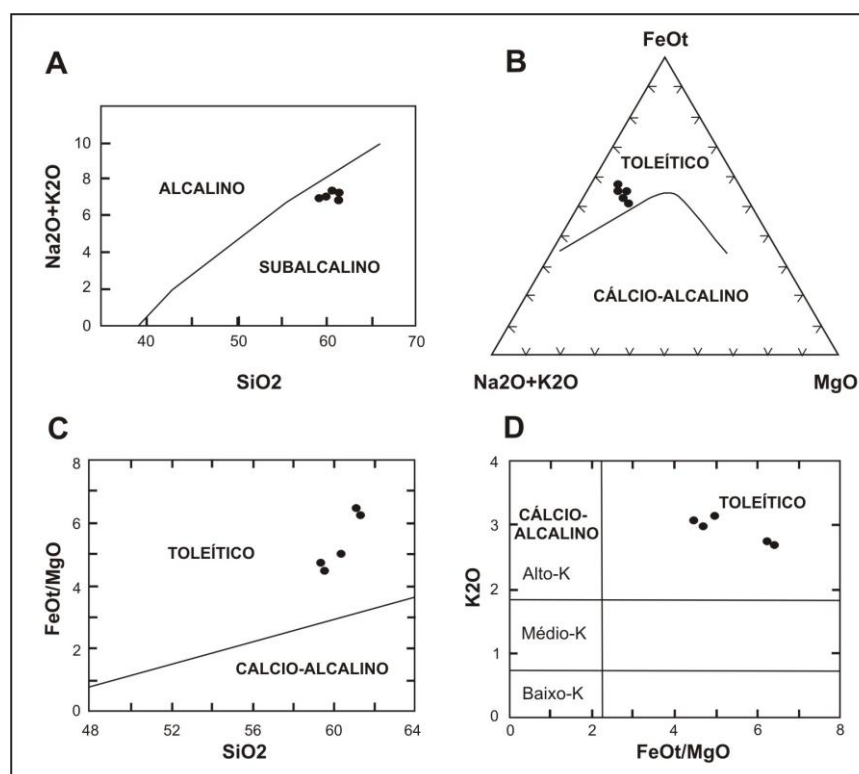 A
Na2O+K2O
10
8
6
4
2
0
ALCALINO
SUBALCALINO
40
50
60
70
SiO2
B
FeOt
TOLEÍTICO
CÁLCIO-ALCALINO
Na2O+K2O
MgO
C
FeOt/MgO
8
6
4
2
0
TOLEÍTICO
CALCIO-ALCALINO
48
52
56
60
64
SiO2
D
K2O
4
3
2
1
0
CÁLCIO-
ALCALINO
TOLEÍTICO
Alto-K
Médio-K
Baixo-K
0
2
4
6
8
FeOt/MgO